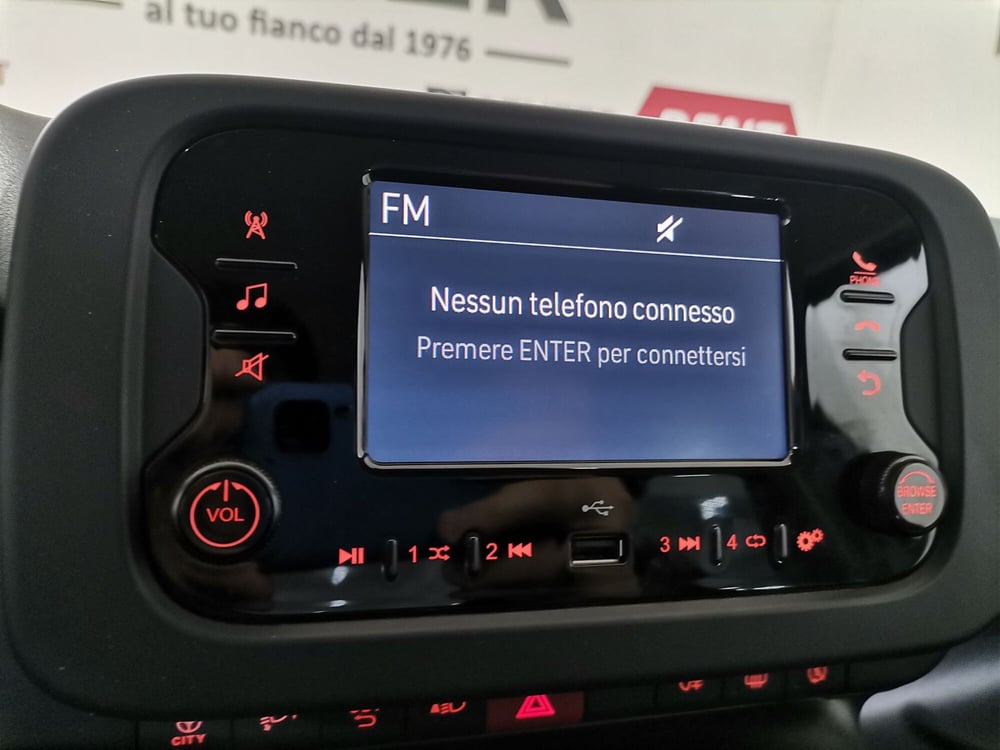 al tuo fianco dal 1976
FM
Nessun telefono connesso
Premere ENTER per connettersi
PHONE
VOL
BROWSE
ENTER
1
2
3
4
CITY